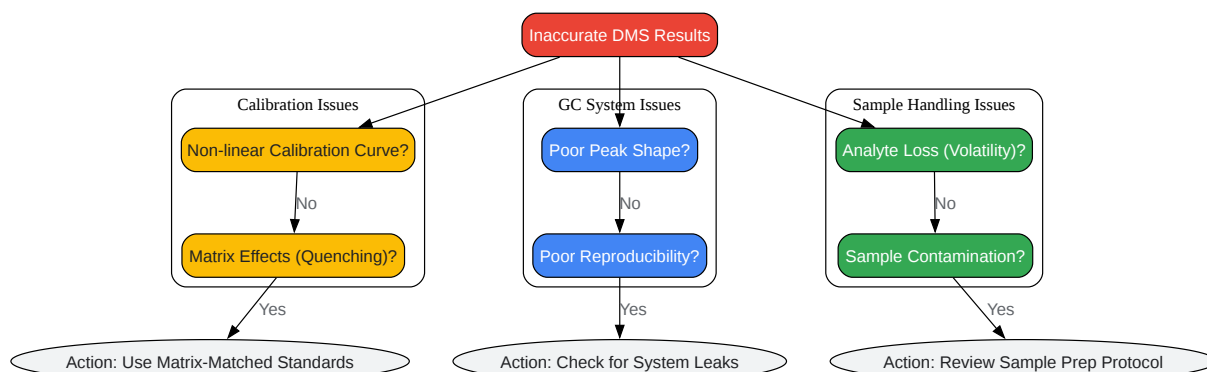 Inaccurate DMS Results
Calibration Issues
GC System Issues
Sample Handling Issues
Non-linear Calibration Curve?
Poor Peak Shape?
Analyte Loss (Volatility)?
No
No
No
Matrix Effects (Quenching)?
Poor Reproducibility?
Sample Contamination?
Yes
Yes
Yes
Action: Use Matrix-Matched Standards
Action: Check for System Leaks
Action: Review Sample Prep Protocol